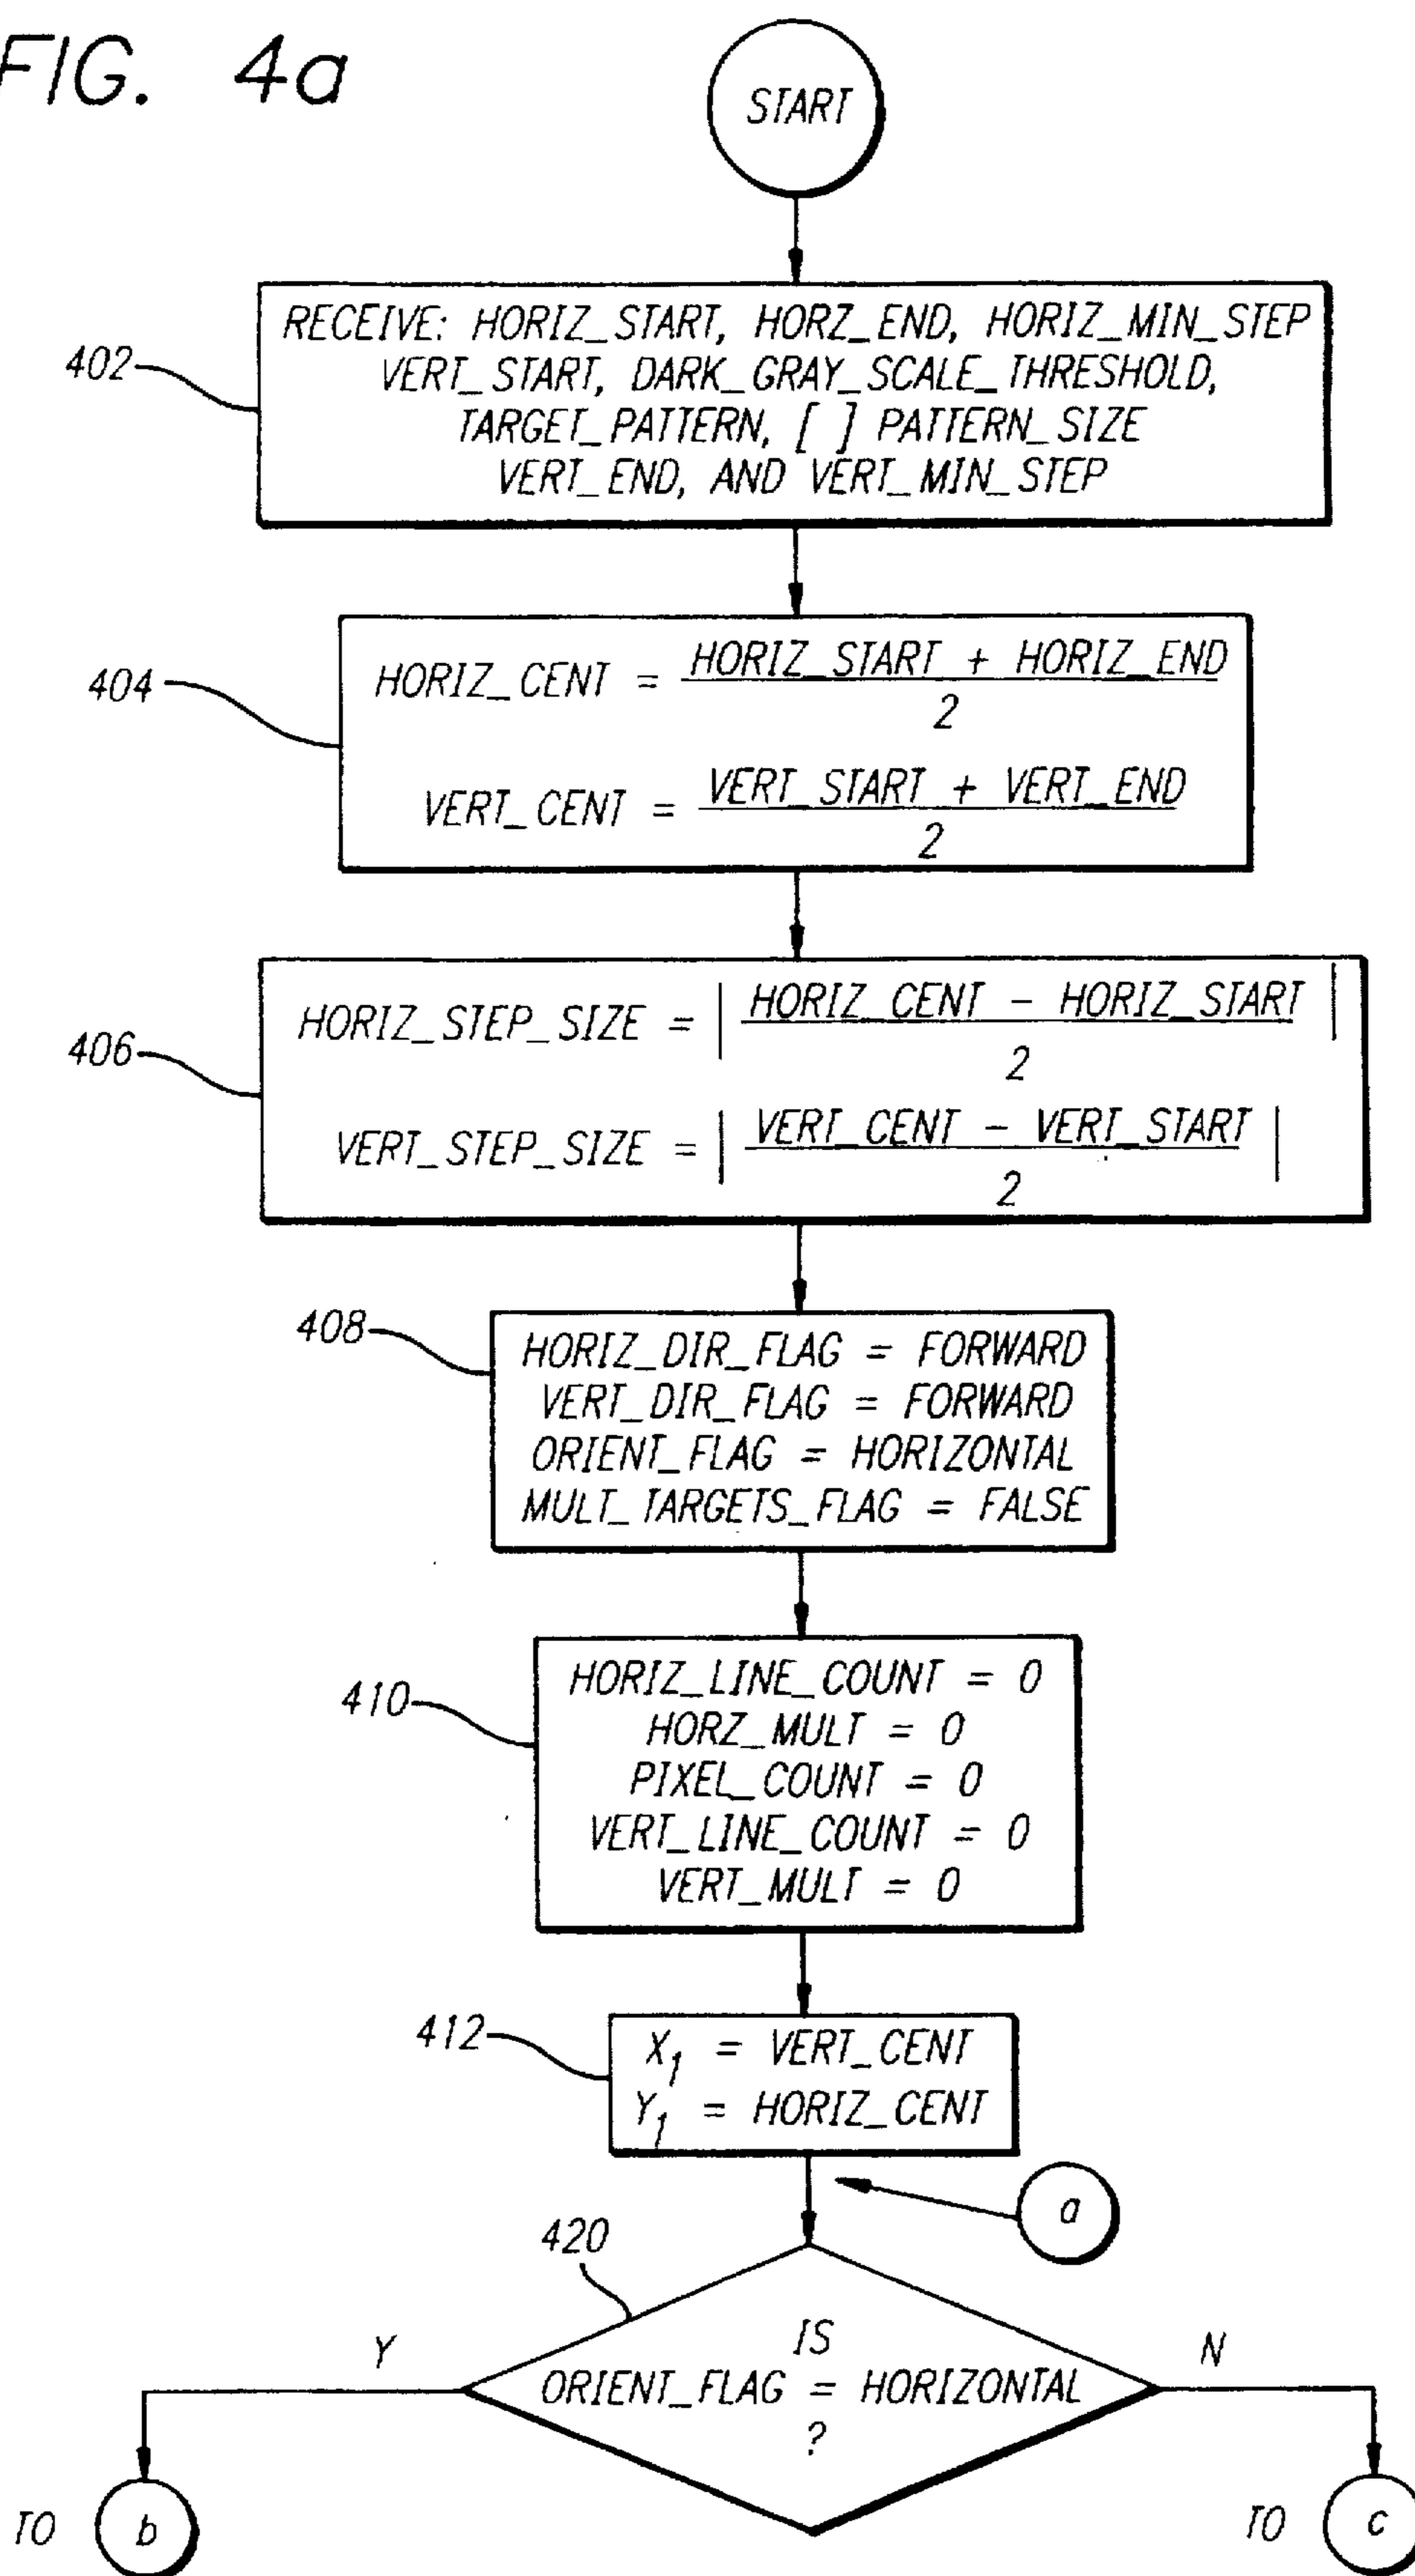 FIG. 4a
START
402
RECEIVE: HORIZ_START, HORZ_END, HORIZ_MIN_STEP
VERT_START, DARK_GRAY_SCALE_THRESHOLD,
TARGET_PATTERN, [ ] PATTERN_SIZE
VERT_END, AND VERT_MIN_STEP
404
HORIZ_CENT = HORIZ_START + HORIZ_END
2
VERT_CENT = VERT_START + VERT_END
2
406
HORIZ_STEP_SIZE = | HORIZ_CENT - HORIZ_START |
2
VERT_STEP_SIZE = | VERT_CENT - VERT_START |
2
408
HORIZ_DIR_FLAG = FORWARD
VERT_DIR_FLAG = FORWARD
ORIENT_FLAG = HORIZONTAL
MULT_TARGETS_FLAG = FALSE
410
HORIZ_LINE_COUNT = 0
HORZ_MULT = 0
PIXEL_COUNT = 0
VERT_LINE_COUNT = 0
VERT_MULT = 0
412
X1 = VERT_CENT
Y1 = HORIZ_CENT
a
420
IS
ORIENT_FLAG = HORIZONTAL
?
Y
N
TO b
TO c